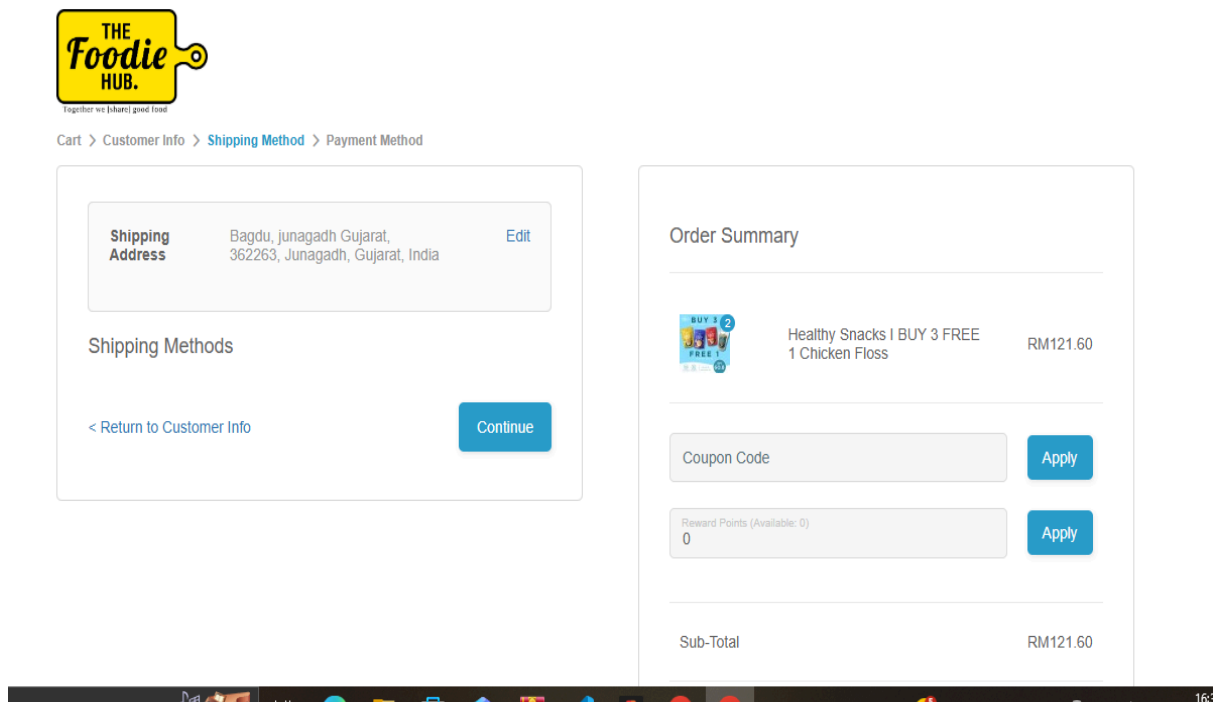 THE
Foodie
HUB.
Together we [share] good food
Cart > Customer Info > Shipping Method > Payment Method
Shipping Address
Bagdu, junagadh Gujarat,
362263, Junagadh, Gujarat, India
Edit
Shipping Methods
< Return to Customer Info
Continue
Order Summary
BUY 3
FREE 1
2
Healthy Snacks I BUY 3 FREE
1 Chicken Floss
RM121.60
Coupon Code
Apply
Reward Points (Available: 0)
0
Apply
Sub-Total
RM121.60